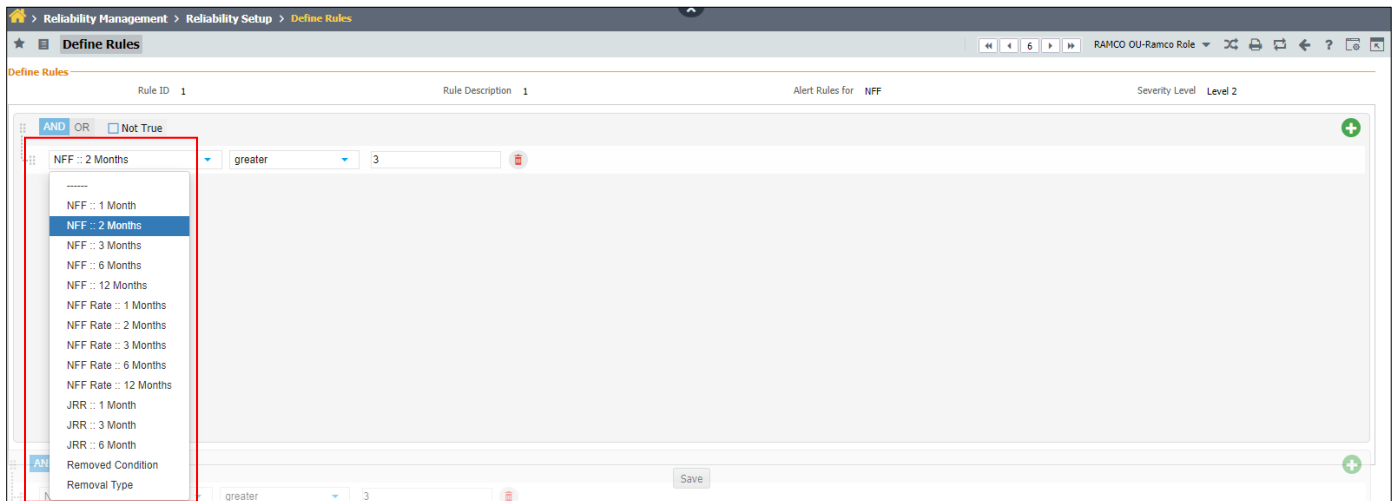 > Reliability Management > Reliability Setup > Define Rules
Define Rules
6
RAMCO OU-Ramco Role
?
Define Rules
Rule ID 1 Rule Description 1 Alert Rules for NFF Severity Level Level 2
AND OR Not True
NFF :: 2 Months greater 3
------
NFF :: 1 Month
NFF :: 2 Months
NFF :: 3 Months
NFF :: 6 Months
NFF :: 12 Months
NFF Rate :: 1 Months
NFF Rate :: 2 Months
NFF Rate :: 3 Months
NFF Rate :: 6 Months
NFF Rate :: 12 Months
JRR :: 1 Month
JRR :: 3 Month
JRR :: 6 Month
Removed Condition
Removal Type
AN
Save
N greater 3